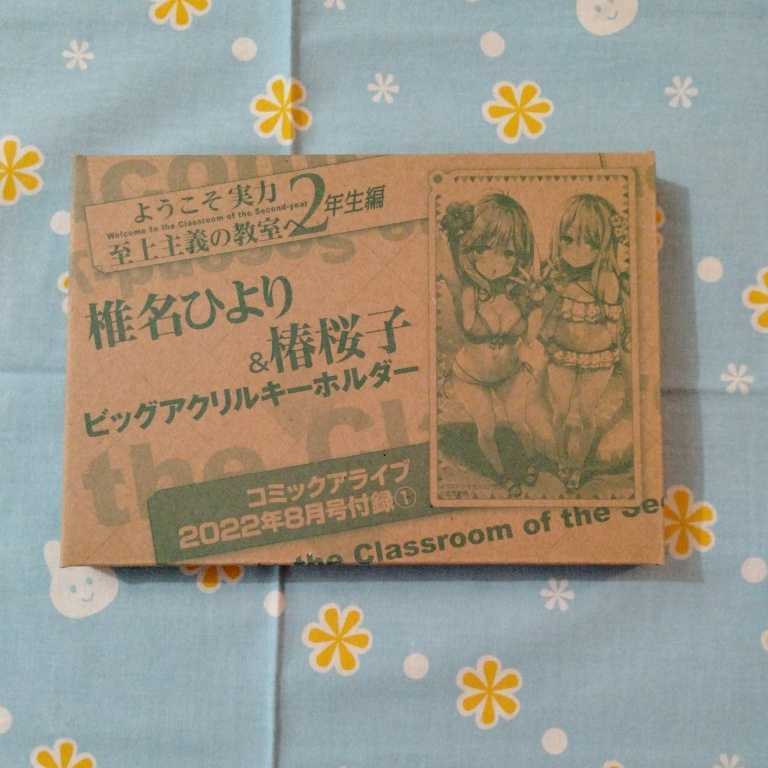 ようこそ実力
Welcome to the Classroom of the Second-year
至上主義の教室へ2年生編
椎名ひより
&椿桜子
ビッグアクリルキーホルダー
コミックアライブ
2022年8月号付録①
the Classroom of the Se
the Cl